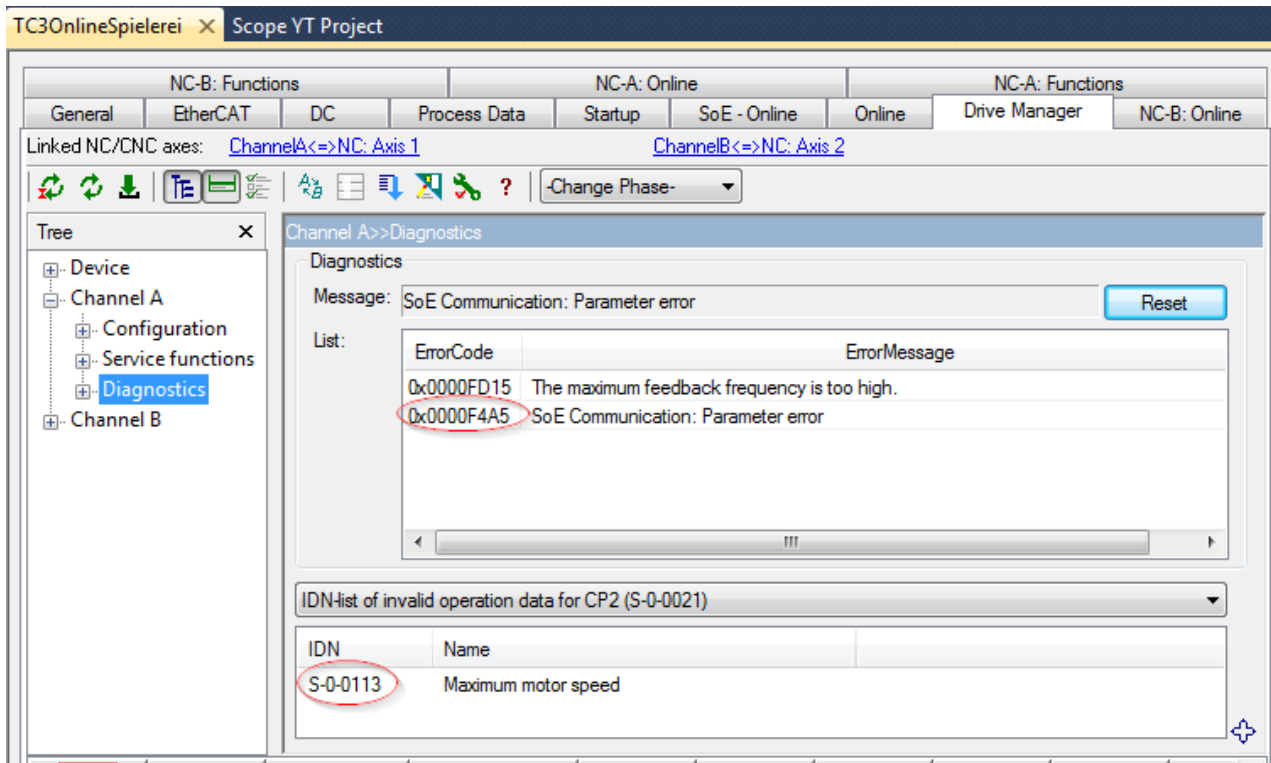 TC3OnlineSpielerei Scope YT Project
NC-B: Functions NC-A: Online NC-A: Functions
General EtherCAT DC Process Data Startup SoE - Online Online Drive Manager NC-B: Online
Linked NC/CNC axes: ChannelA<=>NC: Axis 1 ChannelB<=>NC: Axis 2
-Change Phase-
Tree
Device
Channel A
Configuration
Service functions
Diagnostics
Channel B
Channel A>>Diagnostics
Diagnostics
Message: SoE Communication: Parameter error Reset
List:
ErrorCode ErrorMessage
0x0000FD15 The maximum feedback frequency is too high.
0x0000F4A5 SoE Communication: Parameter error
IDN-list of invalid operation data for CP2 (S-0-0021)
IDN Name
S-0-0113 Maximum motor speed